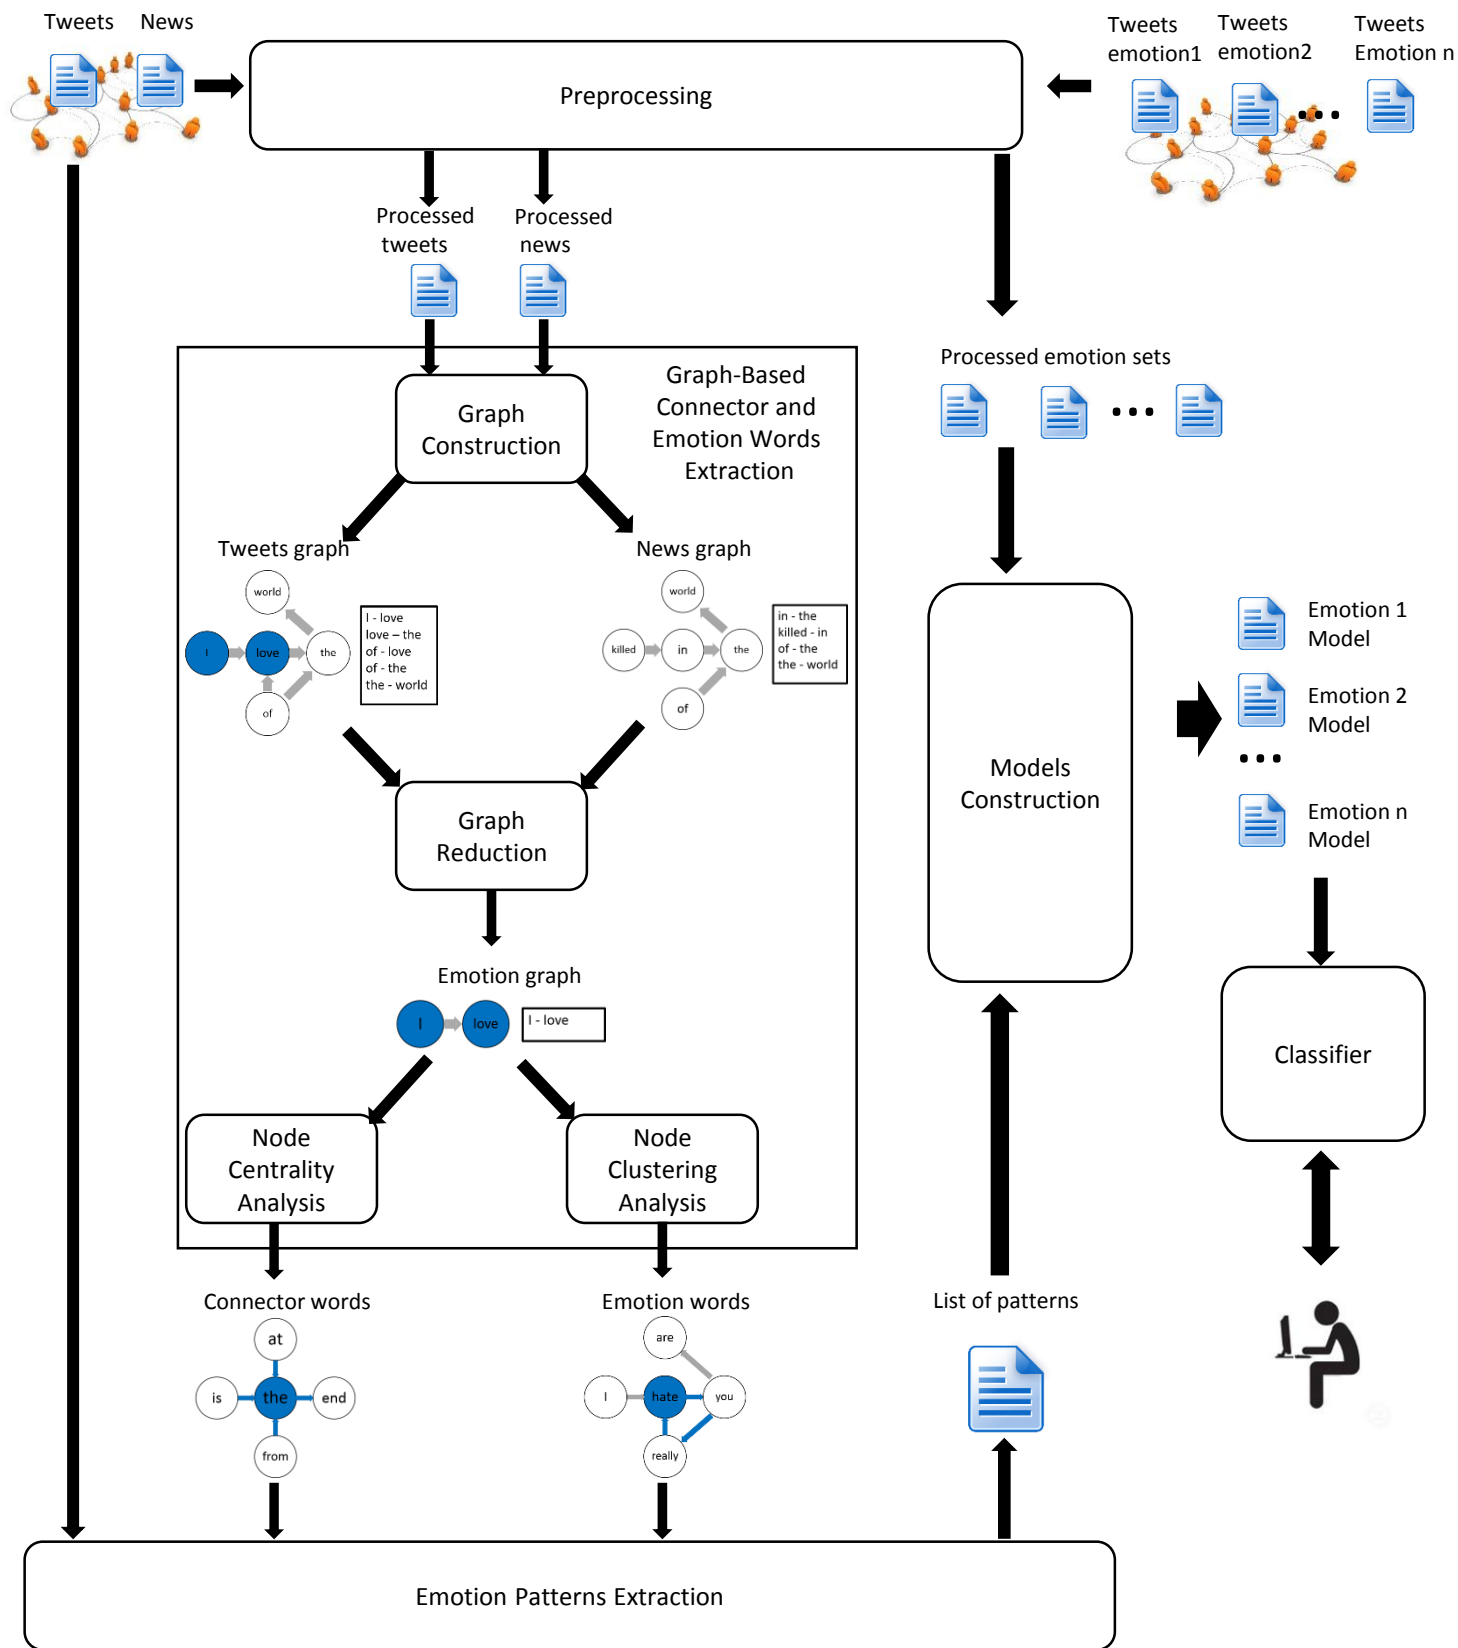 Tweets
News
Tweets
emotion1
Tweets
emotion2
Tweets
Emotion n
Preprocessing
Processed
tweets
Processed
news
Graph-Based
Connector and
Emotion Words
Extraction
Graph
Construction
Processed emotion sets
Tweets graph
world
I
love
the
of
I - love
love – the
of - love
of - the
the - world
News graph
world
killed
in
the
of
in - the
killed - in
of - the
the - world
Graph
Reduction
Emotion graph
I
love
I - love
Node
Centrality
Analysis
Node
Clustering
Analysis
Models
Construction
Emotion 1
Model
Emotion 2
Model
...
Emotion n
Model
Classifier
Connector words
at
is
the
end
from
Emotion words
are
I
hate
you
really
List of patterns
Emotion Patterns Extraction